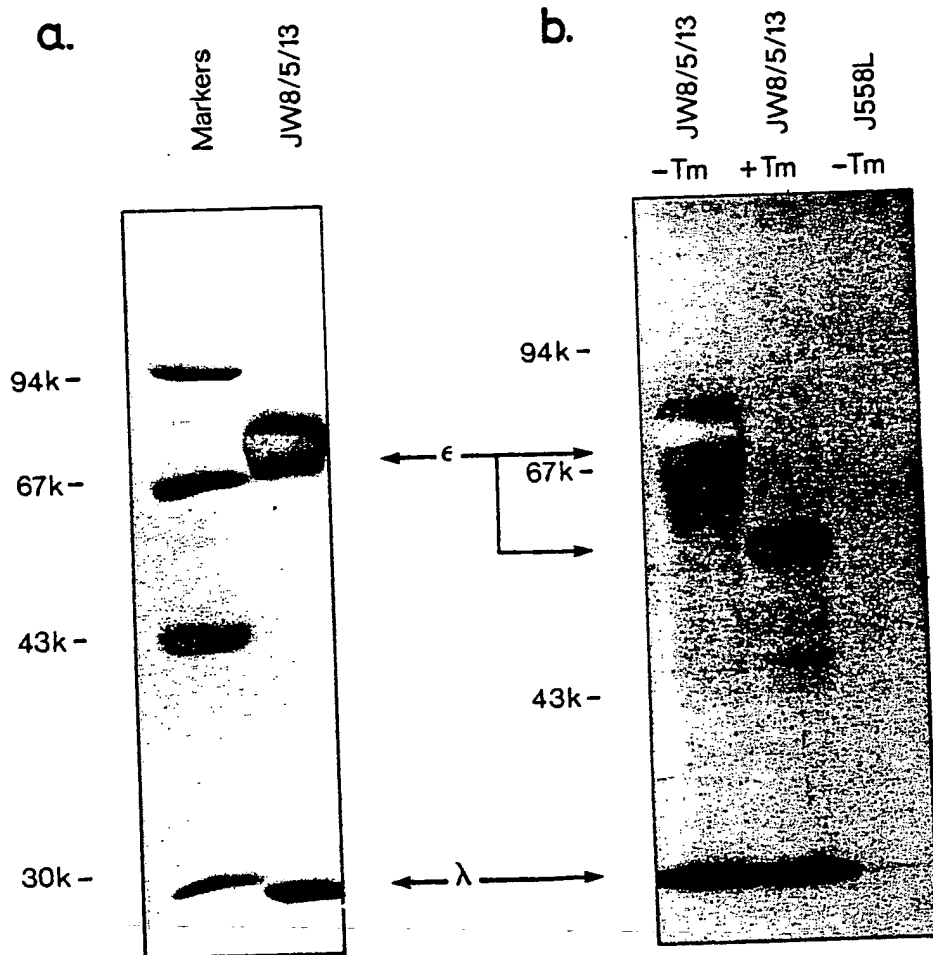 a.
Markers
JW8/5/13
94k-
67k-
43k-
30k-
ϵ
λ
b.
JW8/5/13
JW8/5/13
J558L
-Tm
+Tm
-Tm
94k-
67k-
43k-